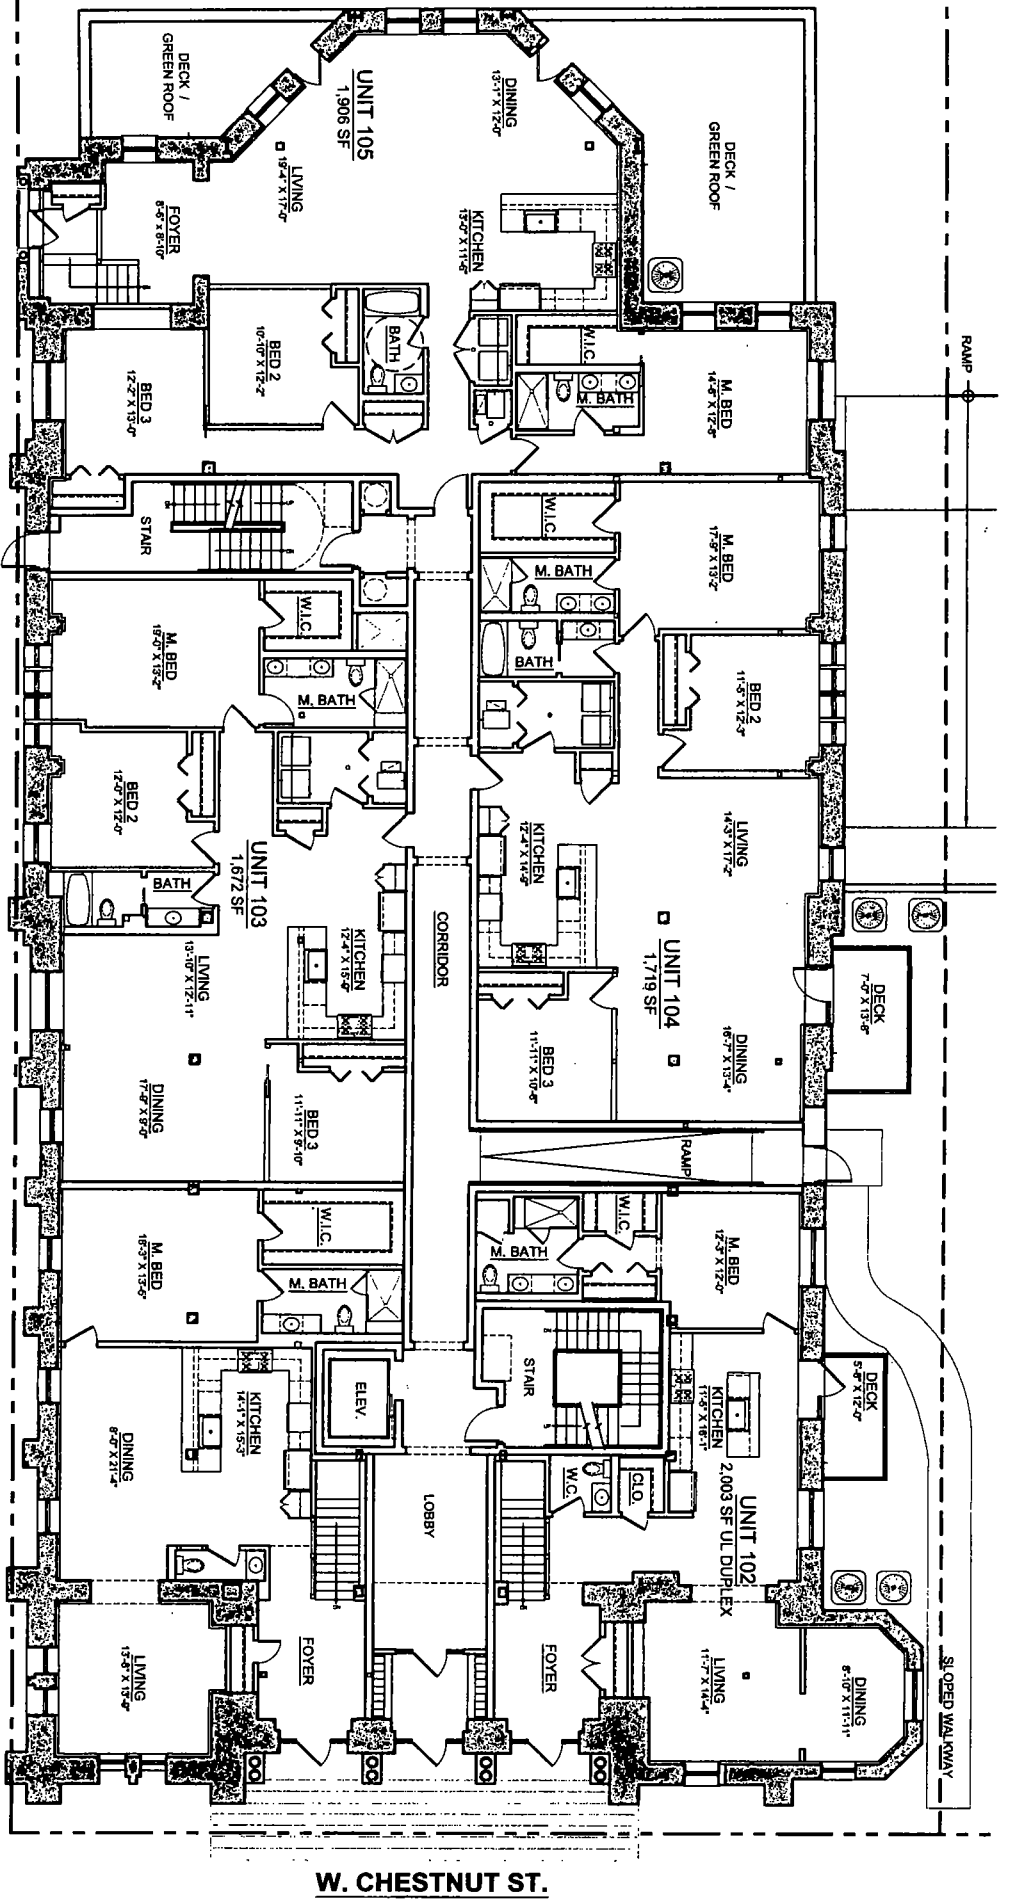 DECK /
GREEN ROOF
UNIT 105
1,906 SF
DINING
13'-1" X 12'-0"
DECK /
GREEN ROOF
LIVING
19'-4" X 17'-0"
KITCHEN
13'-0" X 11'-6"
FOYER
8'-6" X 8'-10"
RAMP
BED 2
10'-10" X 12'-2"
BATH
W.I.C.
M. BATH
M. BED
14'-6" X 12'-8"
BED 3
12'-2" X 13'-0"
STAIR
W.I.C.
M. BED
17'-9" X 13'-2"
M. BATH
BATH
M. BED
15'-0" X 13'-2"
W.I.C.
M. BATH
BED 2
11'-5" X 12'-3"
BED 2
12'-0" X 12'-0"
BATH
UNIT 103
1,672 SF
KITCHEN
12'-4" X 14'-9"
LIVING
14'-3" X 17'-2"
LIVING
13'-10" X 12'-11"
KITCHEN
12'-4" X 15'-9"
CORRIDOR
UNIT 104
1,719 SF
DECK
7'-0" X 13'-8"
DINING
17'-9" X 9'-0"
BED 3
11'-11" X 9'-10"
BED 3
11'-11" X 10'-8"
DINING
16'-7" X 13'-4"
RAMP
M. BED
16'-3" X 13'-5"
W.I.C.
M. BATH
M. BATH
W.I.C.
M. BED
12'-3" X 12'-0"
STAIR
ELEV.
KITCHEN
14'-1" X 15'-3"
DINING
8'-0" X 21'-4"
KITCHEN
11'-5" X 16'-1"
DECK
5'-8" X 12'-0"
LOBBY
W.C.
CLO.
UNIT 102
2,003 SF UL DUPLEX
FOYER
FOYER
LIVING
13'-8" X 13'-0"
LIVING
11'-7" X 14'-4"
DINING
8'-10" X 11'-11"
SLOPED WALKWAY
W. CHESTNUT ST.